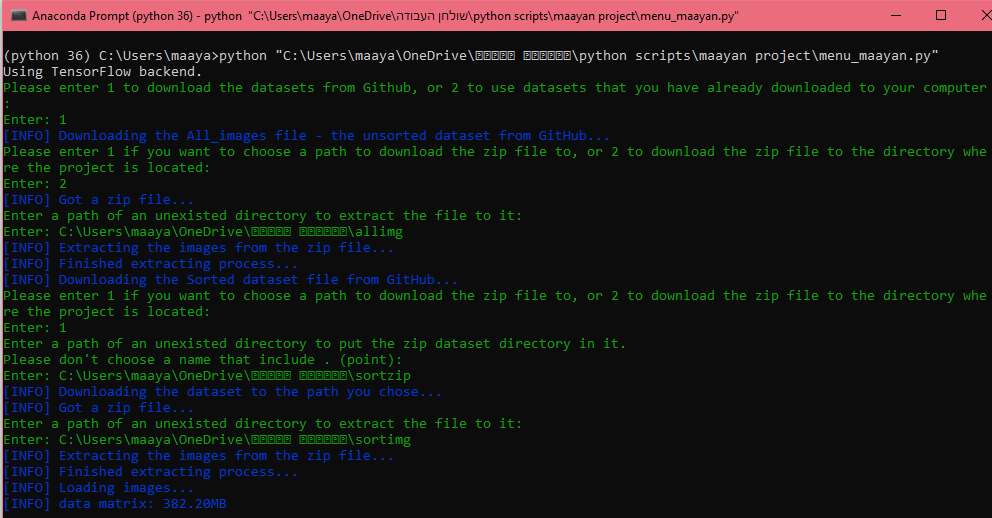 Anaconda Prompt (python 36) - python "C:\Users\maaya\OneDrive\שולחן העבודה\python scripts\maayan project\menu_maayan.py"
(python 36) C:\Users\maaya>python "C:\Users\maaya\OneDrive\▯▯▯▯▯ ▯▯▯▯▯▯\python scripts\maayan project\menu_maayan.py"
Using TensorFlow backend.
Please enter 1 to download the datasets from Github, or 2 to use datasets that you have already downloaded to your computer
:
Enter: 1
[INFO] Downloading the All_images file - the unsorted dataset from GitHub...
Please enter 1 if you want to choose a path to download the zip file to, or 2 to download the zip file to the directory whe
re the project is located:
Enter: 2
[INFO] Got a zip file...
Enter a path of an unexisted directory to extract the file to it:
Enter: C:\Users\maaya\OneDrive\▯▯▯▯▯ ▯▯▯▯▯▯\allimg
[INFO] Extracting the images from the zip file...
[INFO] Finished extracting process...
[INFO] Downloading the Sorted dataset file from GitHub...
Please enter 1 if you want to choose a path to download the zip file to, or 2 to download the zip file to the directory whe
re the project is located:
Enter: 1
Enter a path of an unexisted directory to put the zip dataset directory in it.
Please don't choose a name that include . (point):
Enter: C:\Users\maaya\OneDrive\▯▯▯▯▯ ▯▯▯▯▯▯\sortzip
[INFO] Downloading the dataset to the path you chose...
[INFO] Got a zip file...
Enter a path of an unexisted directory to extract the file to it:
Enter: C:\Users\maaya\OneDrive\▯▯▯▯▯ ▯▯▯▯▯▯\sortimg
[INFO] Extracting the images from the zip file...
[INFO] Finished extracting process...
[INFO] Loading images...
[INFO] data matrix: 382.20MB